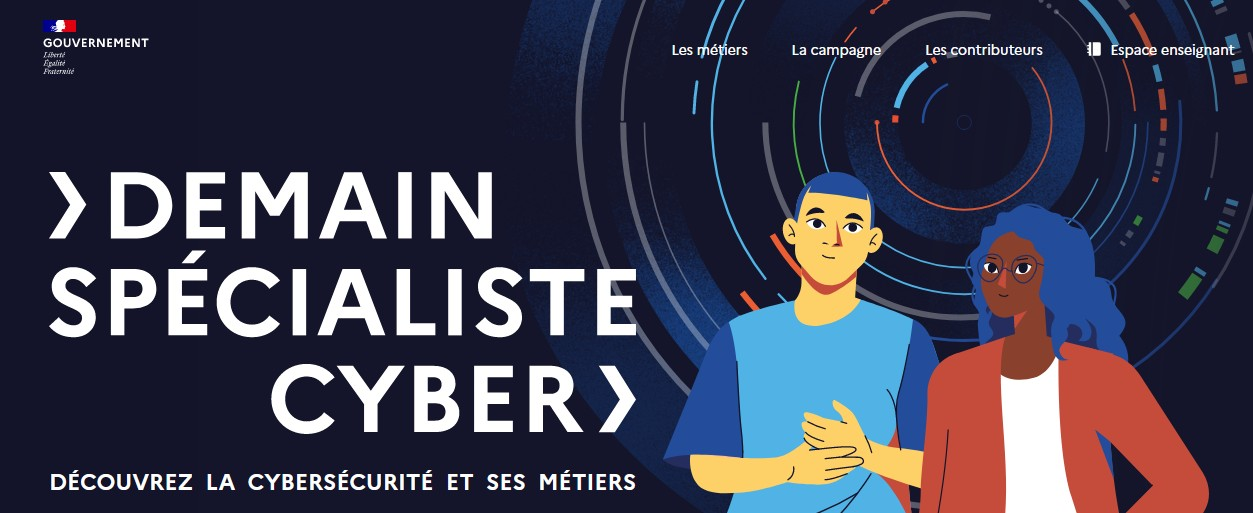 GOUVERNEMENT
Liberté
Égalité
Fraternité
Les métiers
La campagne
Les contributeurs
Espace enseignant
❯DEMAIN
SPÉCIALISTE
CYBER❯
DÉCOUVREZ LA CYBERSÉCURITÉ ET SES MÉTIERS